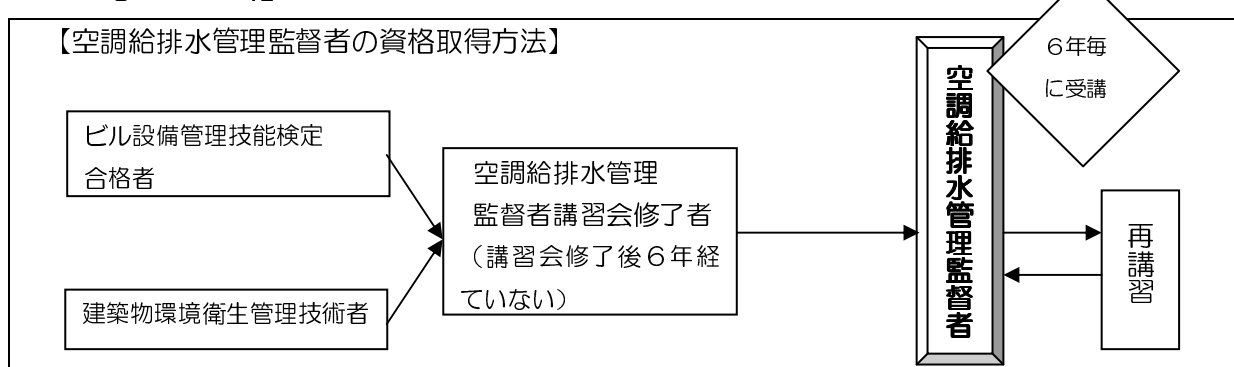 【空調給排水管理監督者の資格取得方法】
ビル設備管理技能検定
合格者
建築物環境衛生管理技術者
空調給排水管理
監督者講習会修了者
（講習会修了後６年経
ていない）
空調給排水管理監督者
６年毎
に受講
再講習